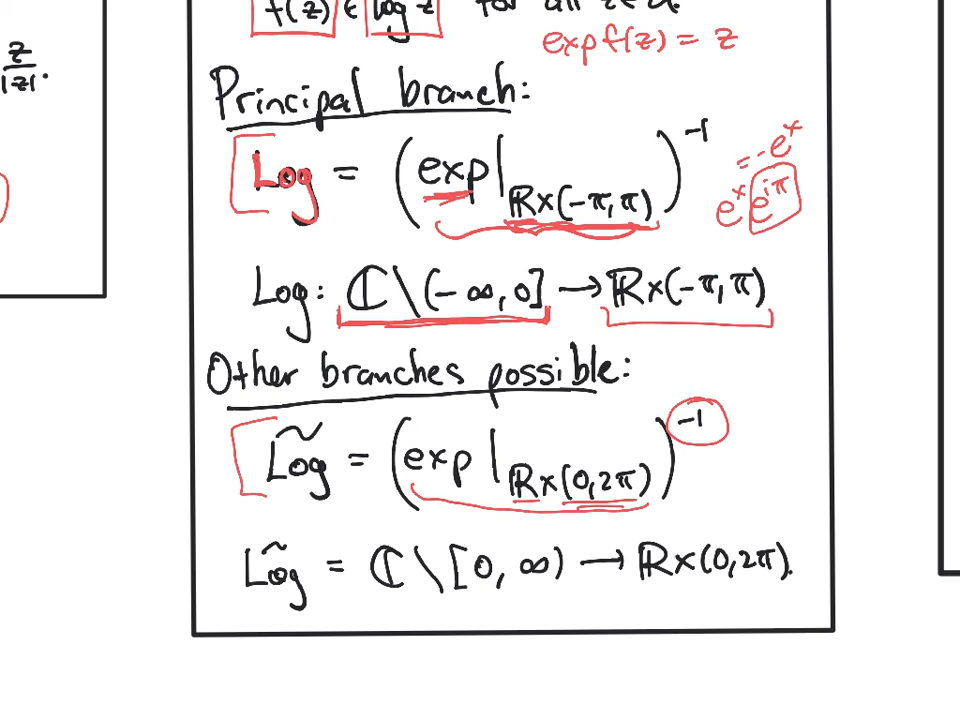 f(z) ∈ log z for all z ∈
exp f(z) = z
z/|z|.
Principal branch:
Log = (exp|ℝ×(-π,π))⁻¹
= -eˣ
eˣ e^{iπ}
Log: ℂ\(-∞,0] → ℝ×(-π,π)
Other branches possible:
L̃og = (exp|ℝ×(0,2π))⁻¹
L̃og = ℂ\[0,∞) → ℝ×(0,2π).